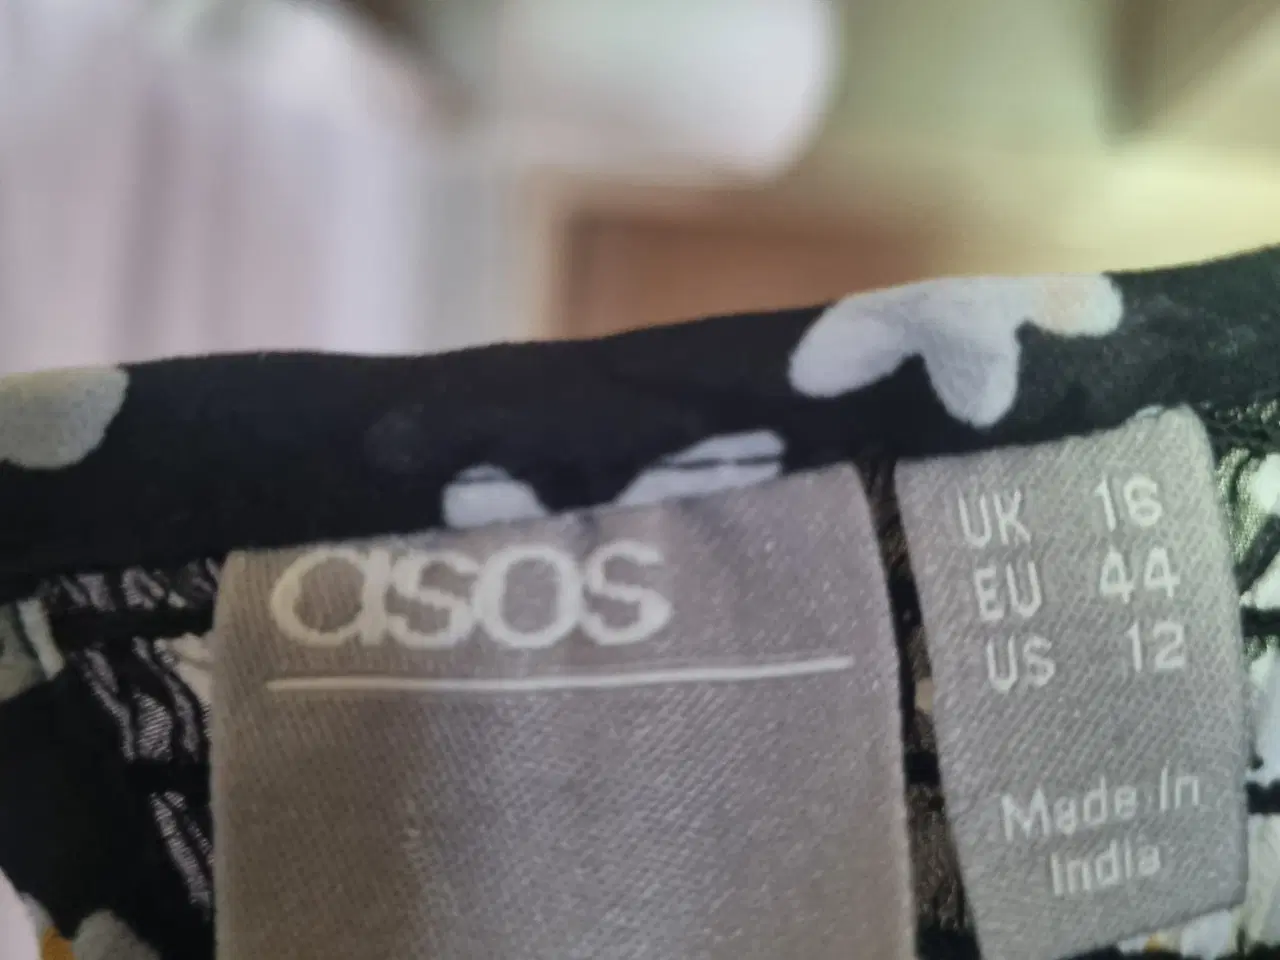 asos
UK 16
EU 44
US 12
Made In
India